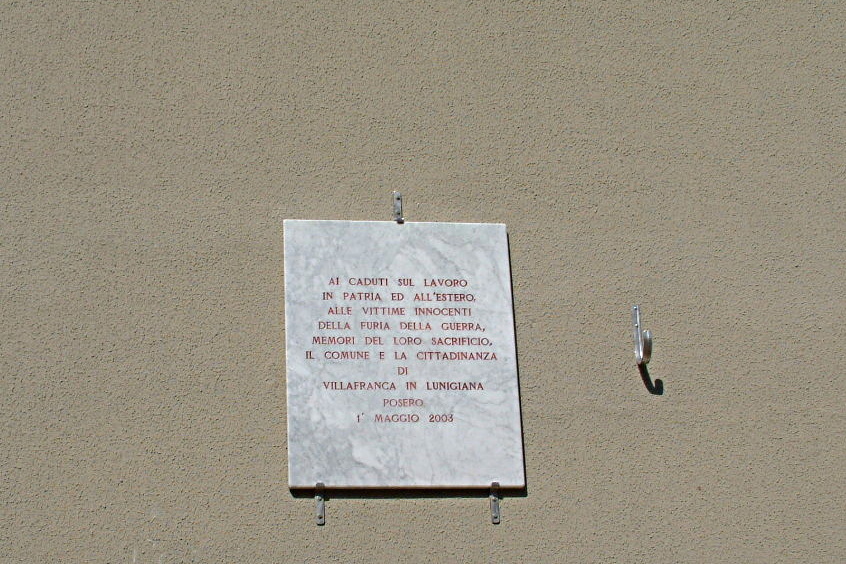 AI CADUTI SUL LAVORO
IN PATRIA ED ALL'ESTERO,
ALLE VITTIME INNOCENTI
DELLA FURIA DELLA GUERRA,
MEMORI DEL LORO SACRIFICIO,
IL COMUNE E LA CITTADINANZA
DI
VILLAFRANCA IN LUNIGIANA
POSERO
1° MAGGIO 2003